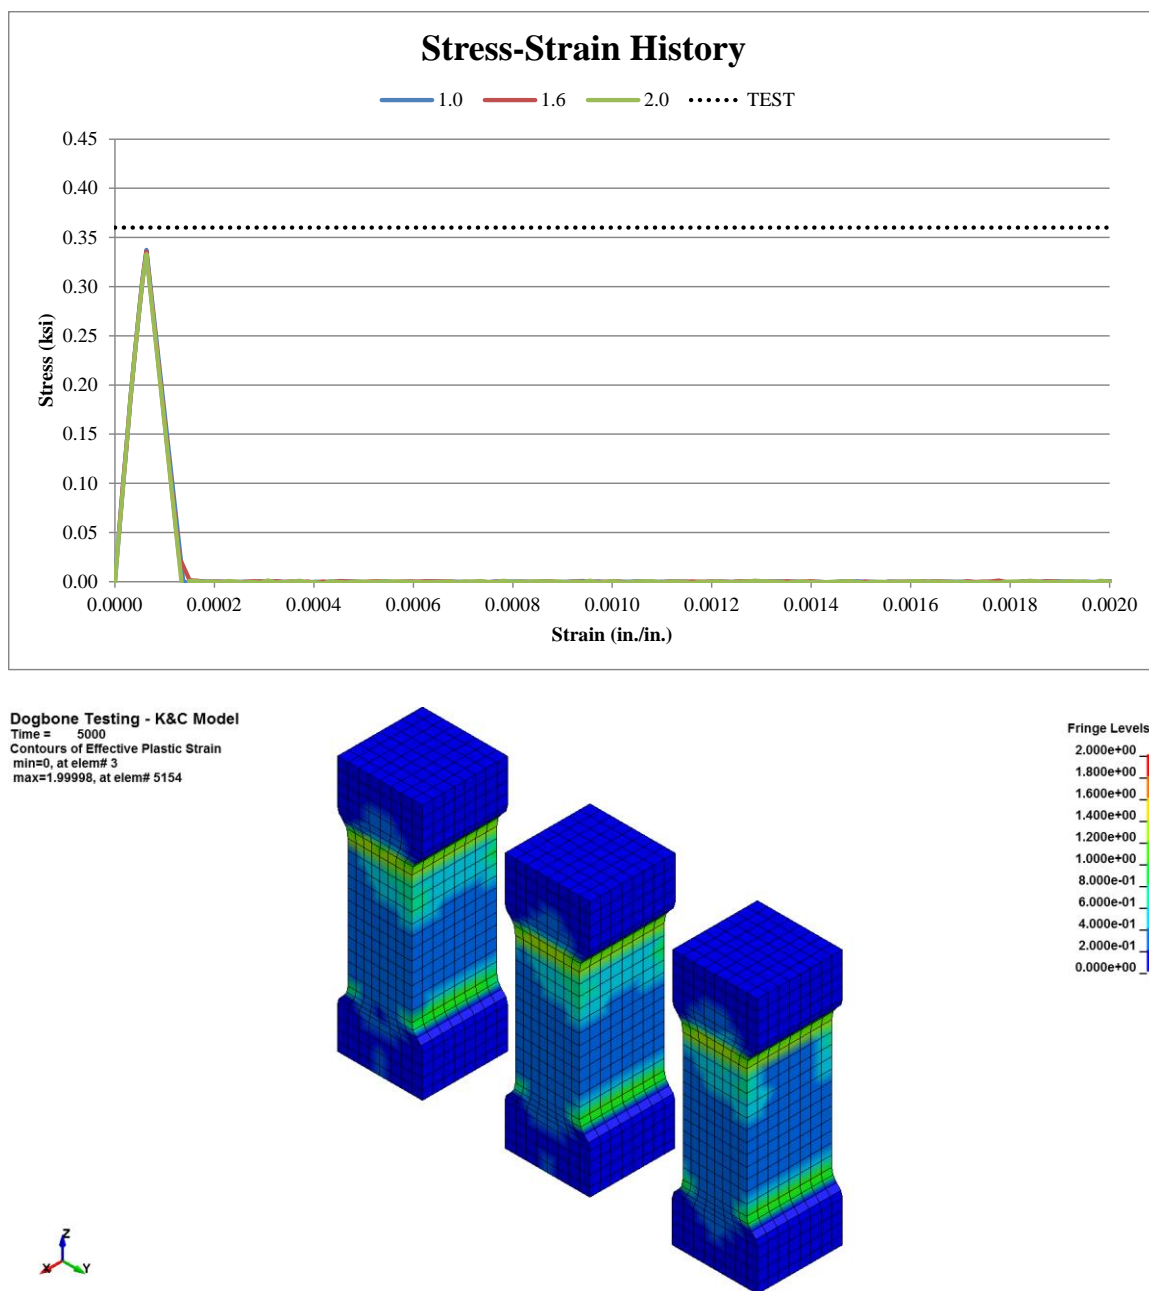 Stress-Strain History
1.0 1.6 2.0 TEST
0.45
0.40
0.35
0.30
0.25
0.20
0.15
0.10
0.05
0.00
Stress (ksi)
0.0000 0.0002 0.0004 0.0006 0.0008 0.0010 0.0012 0.0014 0.0016 0.0018 0.0020
Strain (in./in.)
Dogbone Testing - K&C Model
Time = 5000
Contours of Effective Plastic Strain
min=0, at elem# 3
max=1.99998, at elem# 5154
Fringe Levels
2.000e+00
1.800e+00
1.600e+00
1.400e+00
1.200e+00
1.000e+00
8.000e-01
6.000e-01
4.000e-01
2.000e-01
0.000e+00
Z
X Y